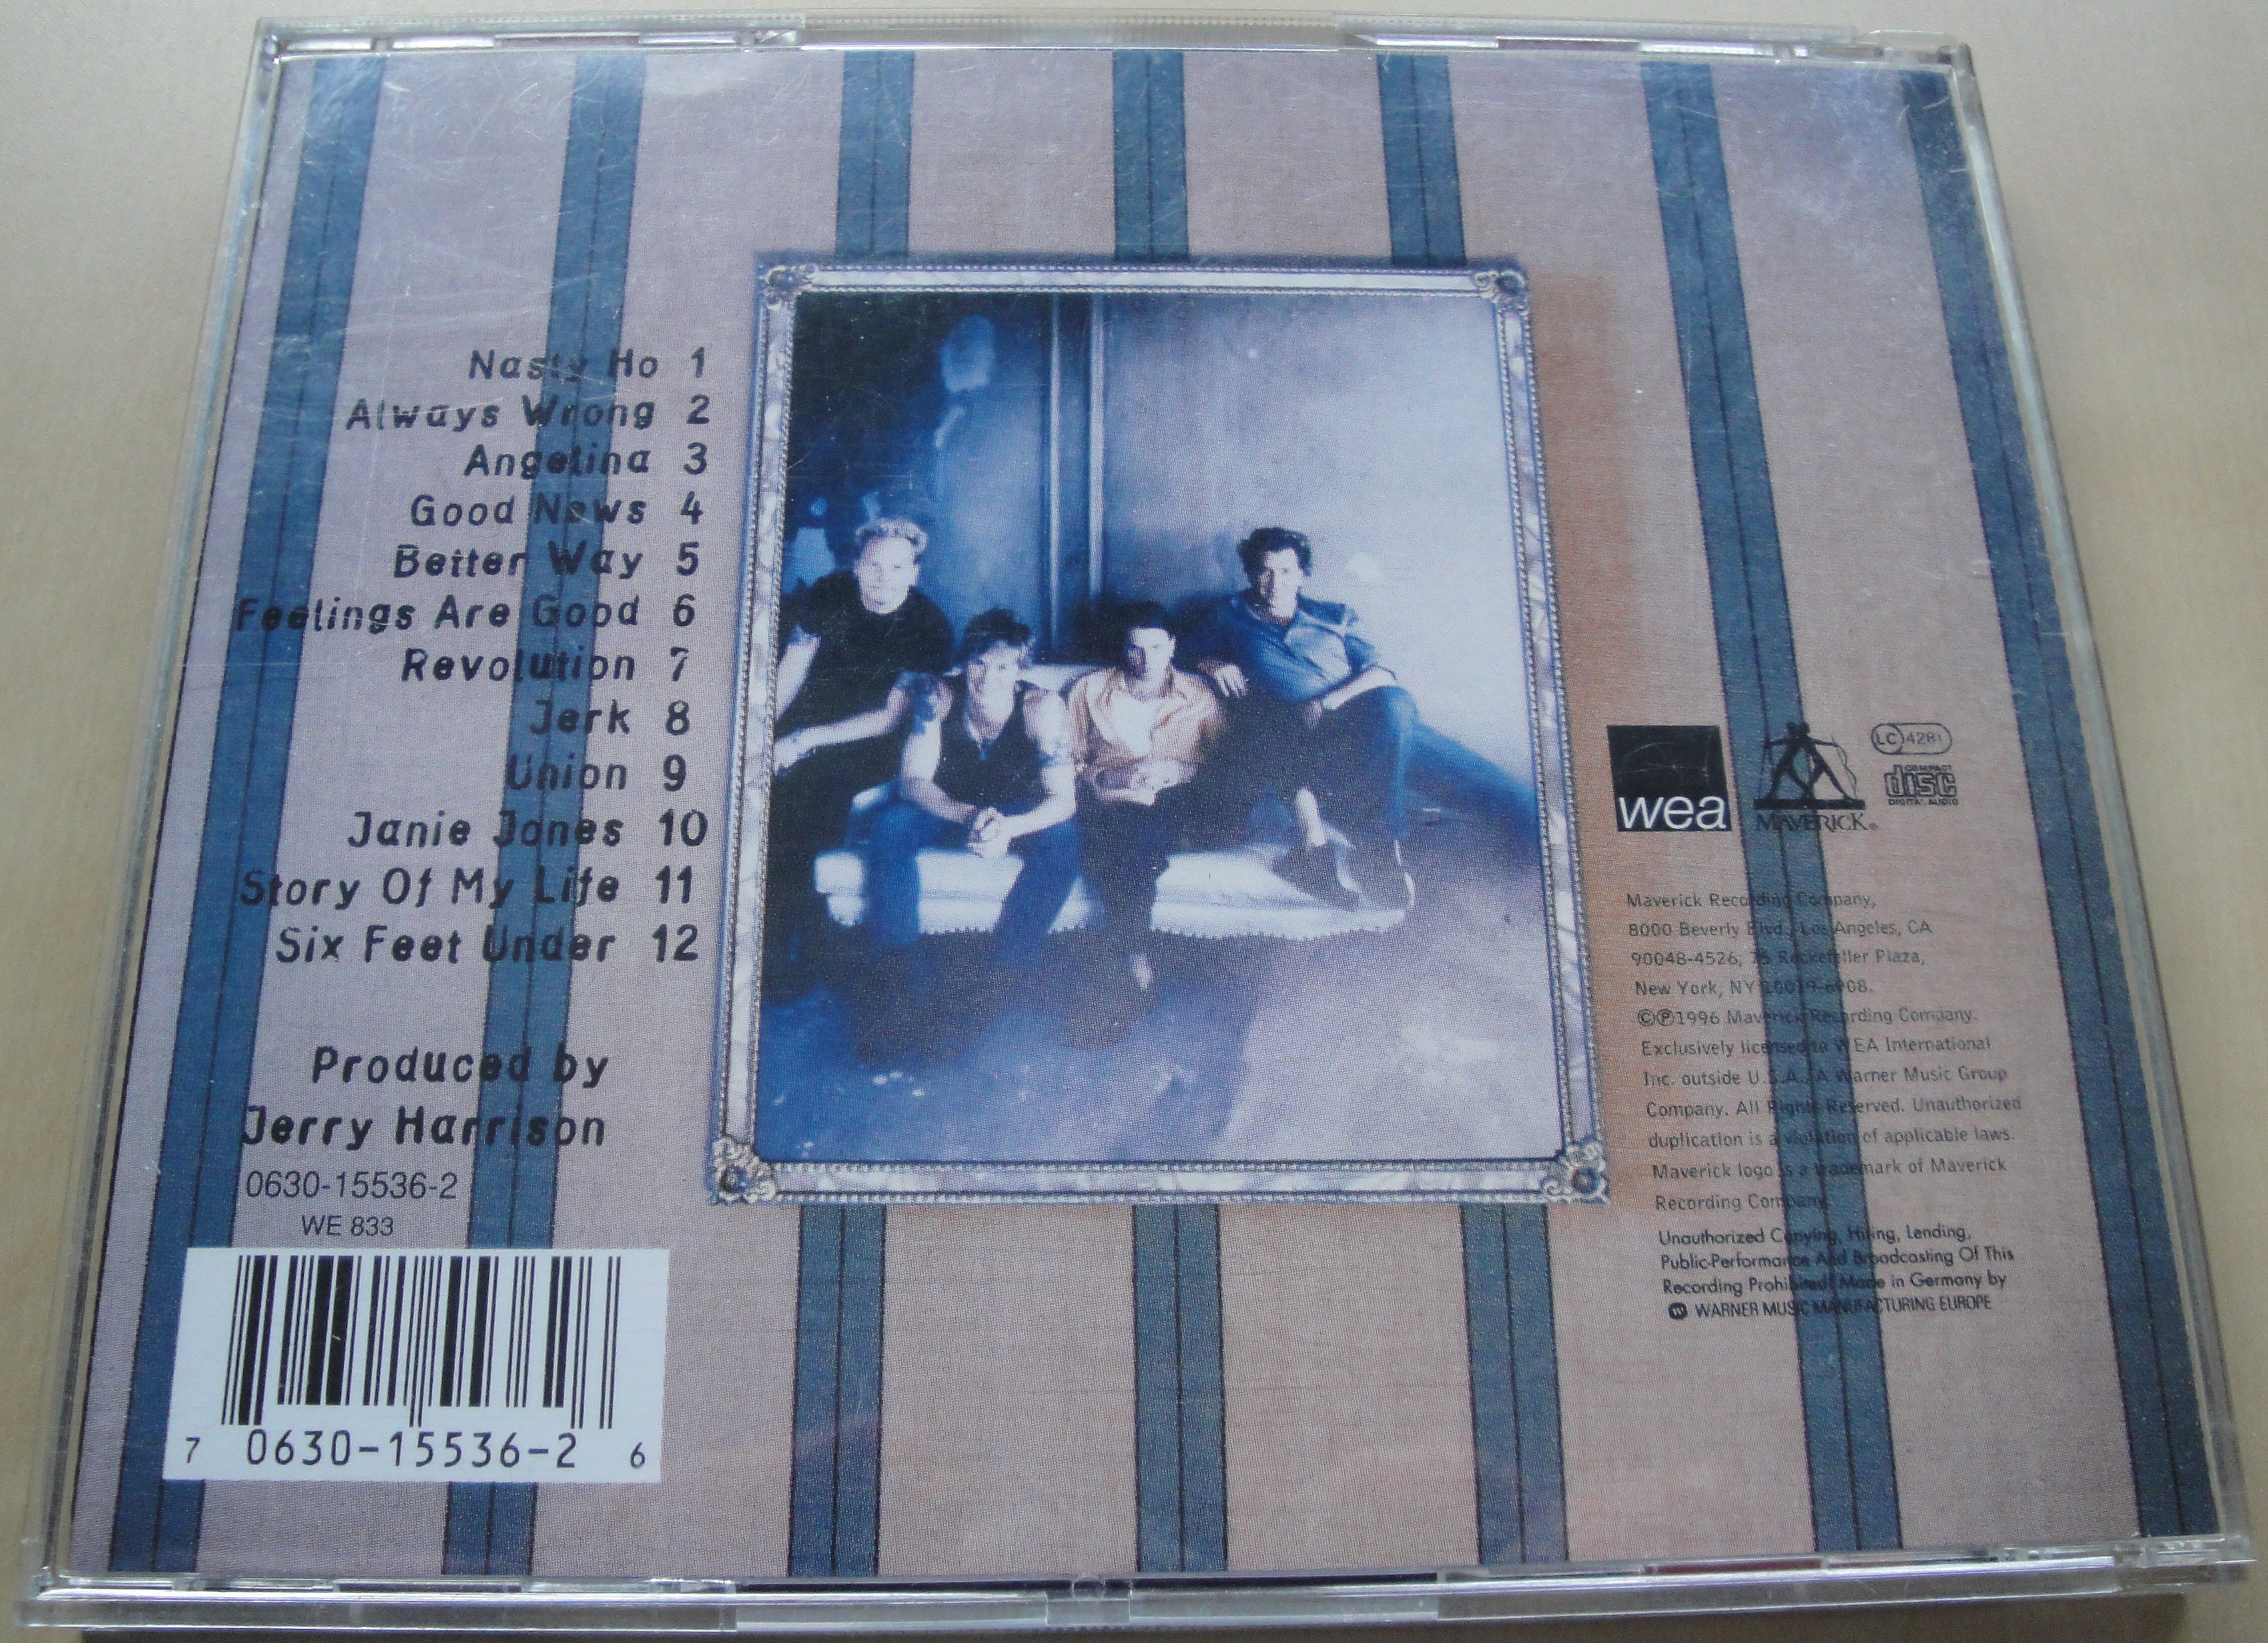 Nasty Ho 1
Always Wrong 2
Angelina 3
Good News 4
Better Way 5
Feelings Are Good 6
Revolution 7
Jerk 8
Union 9
Janie Jones 10
Story Of My Life 11
Six Feet Under 12
Produced by
Jerry Harrison
0630-15536-2
WE 833
7 0630-15536-2 6
wea
MAVERICK®
LC 4281
COMPACT
disc
DIGITAL AUDIO
Maverick Recording Company,
8000 Beverly Blvd., Los Angeles, CA
90048-4526; 75 Rockefeller Plaza,
New York, NY 10019-6908.
©℗1996 Maverick Recording Company.
Exclusively licensed to WEA International
Inc. outside U.S.A. A Warner Music Group
Company. All Rights Reserved. Unauthorized
duplication is a violation of applicable laws.
Maverick logo is a trademark of Maverick
Recording Company.
Unauthorized Copying, Hiring, Lending,
Public-Performance And Broadcasting Of This
Recording Prohibited. Made in Germany by
WARNER MUSIC MANUFACTURING EUROPE